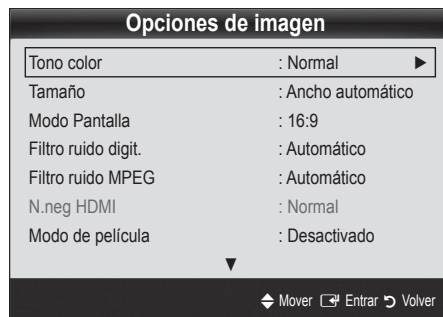 Opciones de imagen
Tono color : Normal ▶
Tamaño : Ancho automático
Modo Pantalla : 16:9
Filtro ruido digit. : Automático
Filtro ruido MPEG : Automático
N.neg HDMI : Normal
Modo de película : Desactivado
▼
Mover Entrar Volver